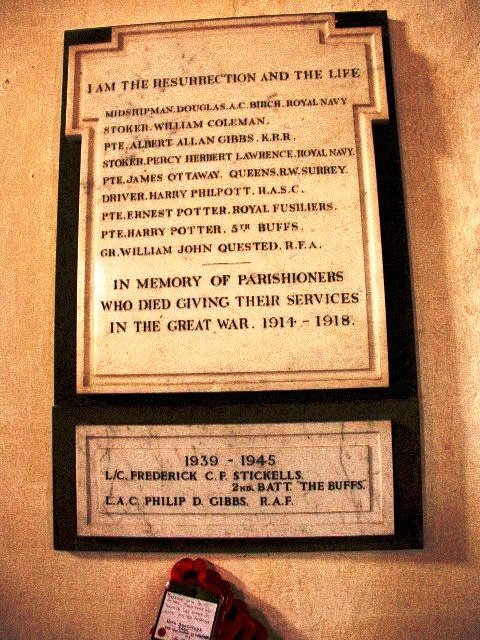 I AM THE RESURRECTION AND THE LIFE
MIDSHIPMAN. DOUGLAS. A.C. BIRCH. ROYAL NAVY
STOKER. WILLIAM COLEMAN.
PTE. ALBERT ALLAN GIBBS. K.R.R.
STOKER. PERCY HERBERT LAWRENCE. ROYAL NAVY.
PTE. JAMES OTTAWAY. QUEENS. R.W. SURREY.
DRIVER. HARRY PHILPOTT. H.A.S.C.
PTE. ERNEST POTTER. ROYAL FUSILIERS.
PTE. HARRY POTTER. 5TH BUFFS.
GR. WILLIAM JOHN QUESTED. R.F.A.
IN MEMORY OF PARISHIONERS
WHO DIED GIVING THEIR SERVICES
IN THE GREAT WAR. 1914 - 1918.
1939 - 1945
L/C. FREDERICK C. F. STICKELLS.
2ND. BATT. THE BUFFS.
L.A.C. PHILIP D. GIBBS. R.A.F.